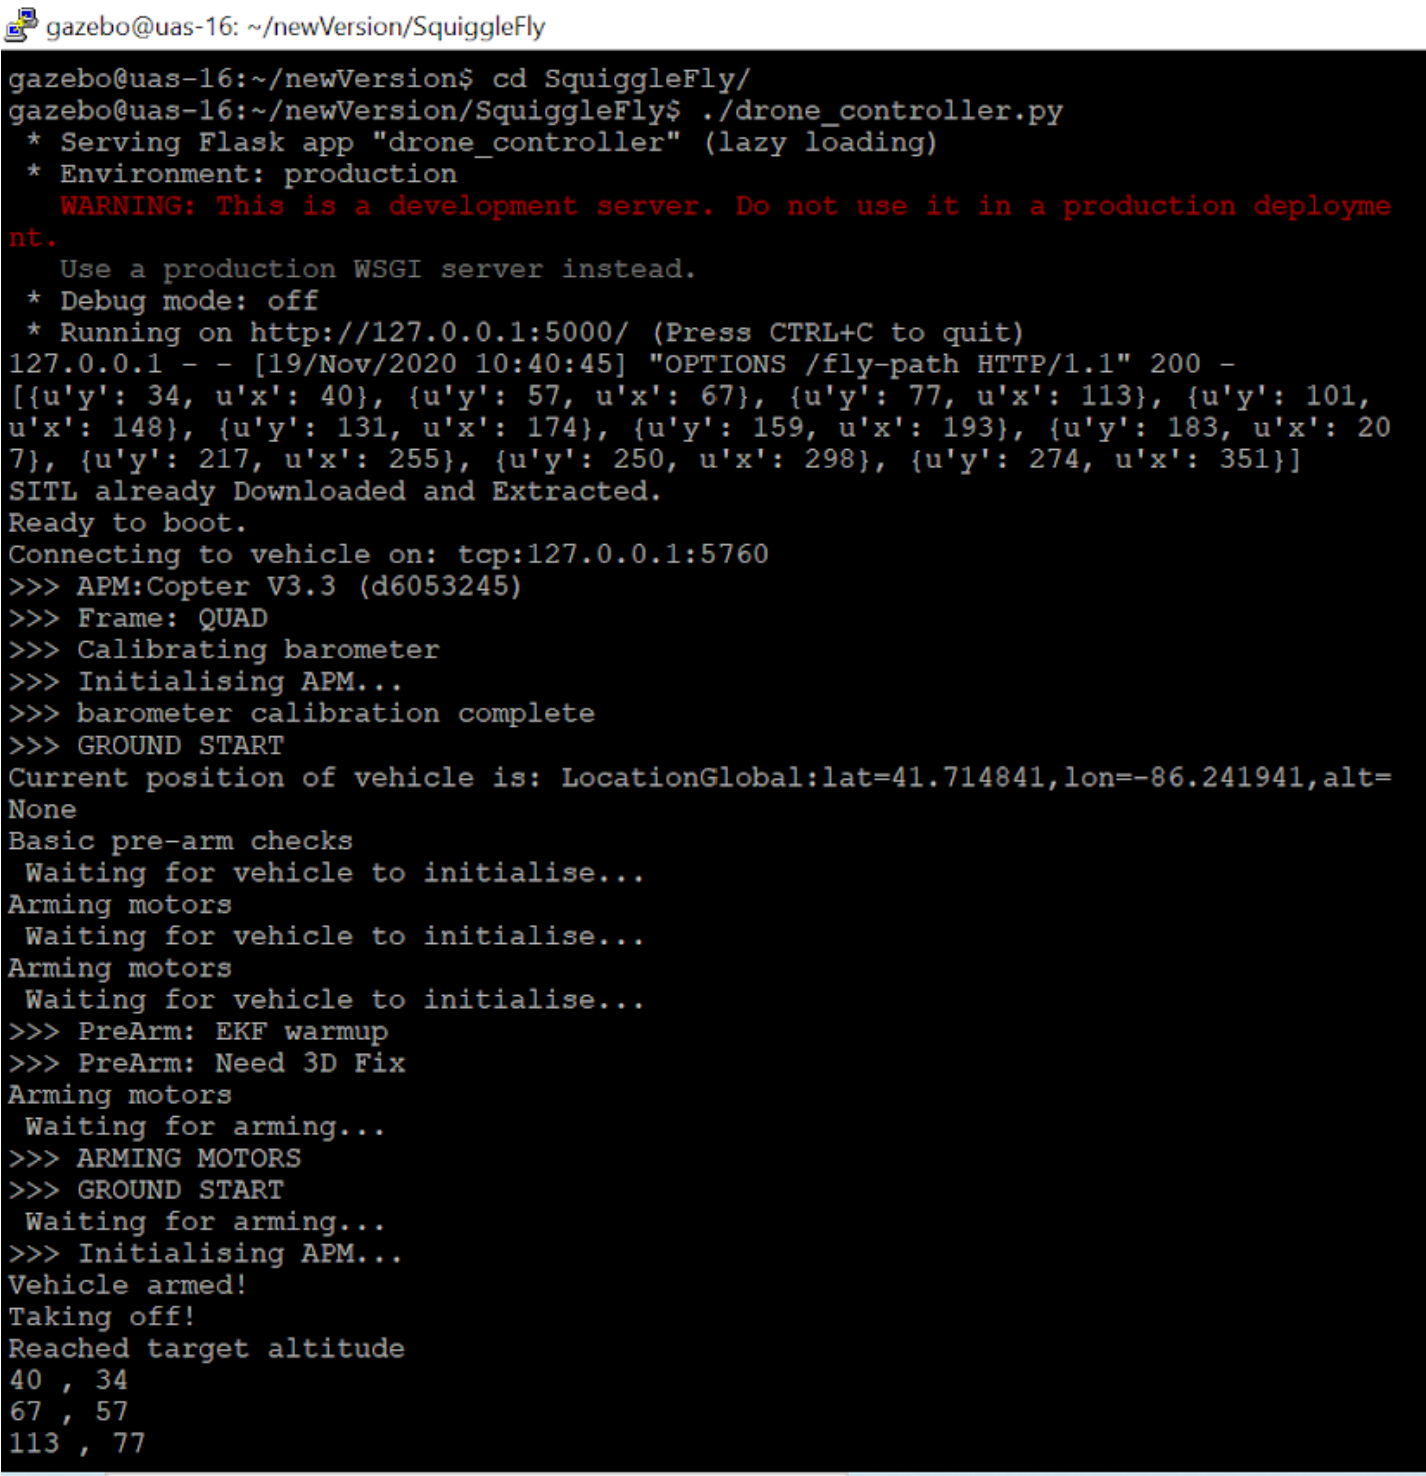 gazebo@uas-16: ~/newVersion/SquiggleFly
gazebo@uas-16:~/newVersion$ cd SquiggleFly/
gazebo@uas-16:~/newVersion/SquiggleFly$ ./drone_controller.py
 * Serving Flask app "drone_controller" (lazy loading)
 * Environment: production
   WARNING: This is a development server. Do not use it in a production deployme
nt.
   Use a production WSGI server instead.
 * Debug mode: off
 * Running on http://127.0.0.1:5000/ (Press CTRL+C to quit)
127.0.0.1 - - [19/Nov/2020 10:40:45] "OPTIONS /fly-path HTTP/1.1" 200 -
[{u'y': 34, u'x': 40}, {u'y': 57, u'x': 67}, {u'y': 77, u'x': 113}, {u'y': 101,
u'x': 148}, {u'y': 131, u'x': 174}, {u'y': 159, u'x': 193}, {u'y': 183, u'x': 20
7}, {u'y': 217, u'x': 255}, {u'y': 250, u'x': 298}, {u'y': 274, u'x': 351}]
SITL already Downloaded and Extracted.
Ready to boot.
Connecting to vehicle on: tcp:127.0.0.1:5760
>>> APM:Copter V3.3 (d6053245)
>>> Frame: QUAD
>>> Calibrating barometer
>>> Initialising APM...
>>> barometer calibration complete
>>> GROUND START
Current position of vehicle is: LocationGlobal:lat=41.714841,lon=-86.241941,alt=
None
Basic pre-arm checks
 Waiting for vehicle to initialise...
Arming motors
 Waiting for vehicle to initialise...
Arming motors
 Waiting for vehicle to initialise...
>>> PreArm: EKF warmup
>>> PreArm: Need 3D Fix
Arming motors
 Waiting for arming...
>>> ARMING MOTORS
>>> GROUND START
 Waiting for arming...
>>> Initialising APM...
Vehicle armed!
Taking off!
Reached target altitude
40 , 34
67 , 57
113 , 77